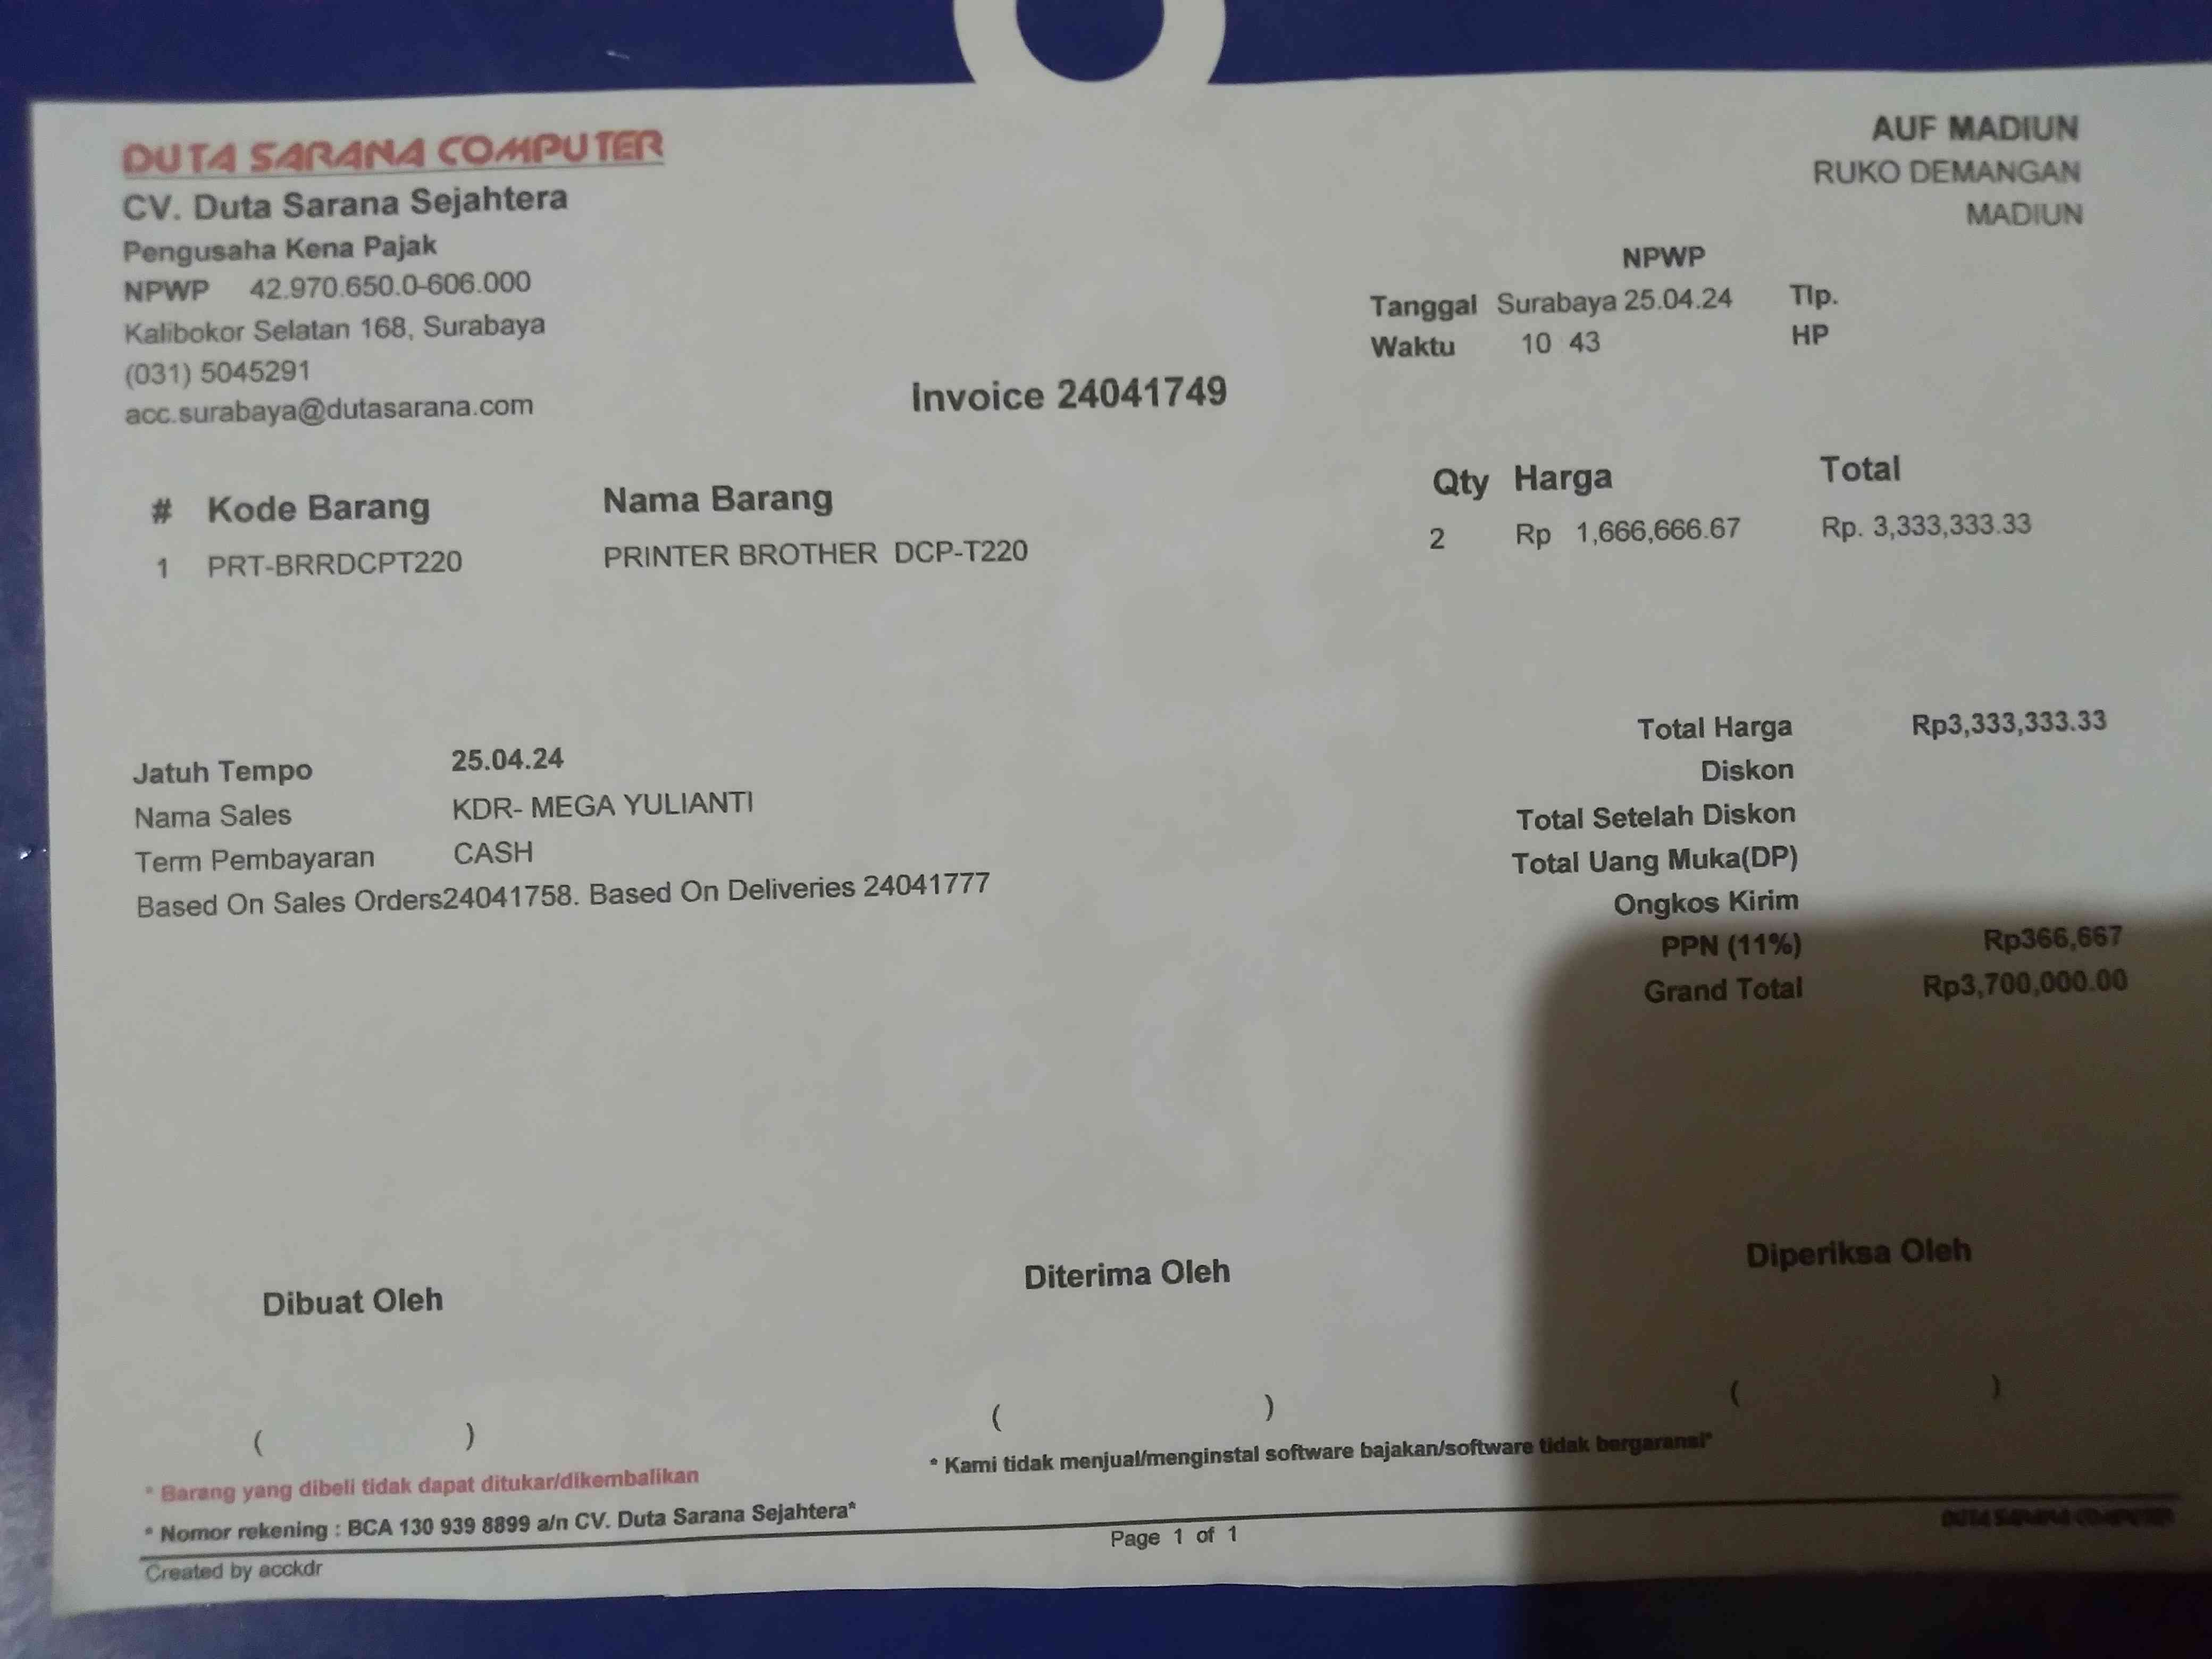 DUTA SARANA COMPUTER
CV. Duta Sarana Sejahtera
Pengusaha Kena Pajak
NPWP 42.970.650.0-606.000
Kalibokor Selatan 168, Surabaya
(031) 5045291
acc.surabaya@dutasarana.com
AUF MADIUN
RUKO DEMANGAN
MADIUN
NPWP
Tanggal Surabaya 25.04.24 Tlp.
Waktu 10 43 HP
Invoice 24041749
# Kode Barang Nama Barang Qty Harga Total
1 PRT-BRRDCPT220 PRINTER BROTHER DCP-T220 2 Rp 1,666,666.67 Rp. 3,333,333.33
Jatuh Tempo 25.04.24
Nama Sales KDR- MEGA YULIANTI
Term Pembayaran CASH
Based On Sales Orders24041758. Based On Deliveries 24041777
Total Harga Rp3,333,333.33
Diskon
Total Setelah Diskon
Total Uang Muka(DP)
Ongkos Kirim
PPN (11%) Rp366,667
Grand Total Rp3,700,000.00
Dibuat Oleh Diterima Oleh Diperiksa Oleh
( ) ( ) ( )
* Barang yang dibeli tidak dapat ditukar/dikembalikan
* Kami tidak menjual/menginstal software bajakan/software tidak bergaransi*
* Nomor rekening : BCA 130 939 8899 a/n CV. Duta Sarana Sejahtera*
Created by acckdr
Page 1 of 1
DUTA SARANA COMPUTER